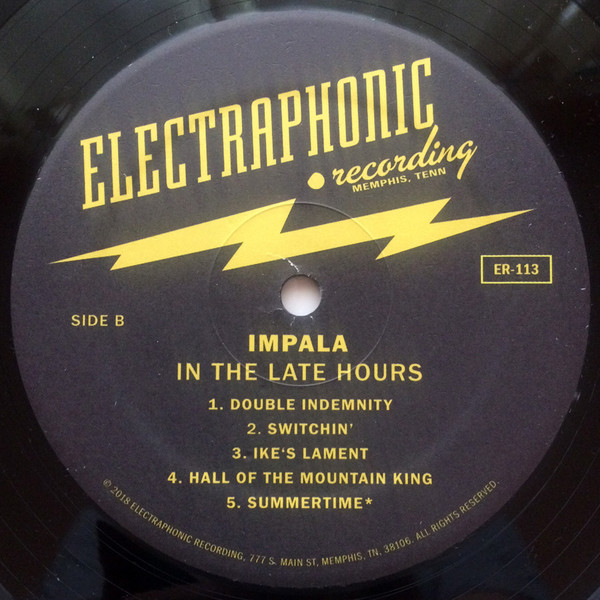 ELECTRAPHONIC
recording
MEMPHIS, TENN
ER-113
SIDE B
IMPALA
IN THE LATE HOURS
1. DOUBLE INDEMNITY
2. SWITCHIN'
3. IKE'S LAMENT
4. HALL OF THE MOUNTAIN KING
5. SUMMERTIME*
© 2018 ELECTRAPHONIC RECORDING, 777 S. MAIN ST, MEMPHIS, TN, 38106. ALL RIGHTS RESERVED.